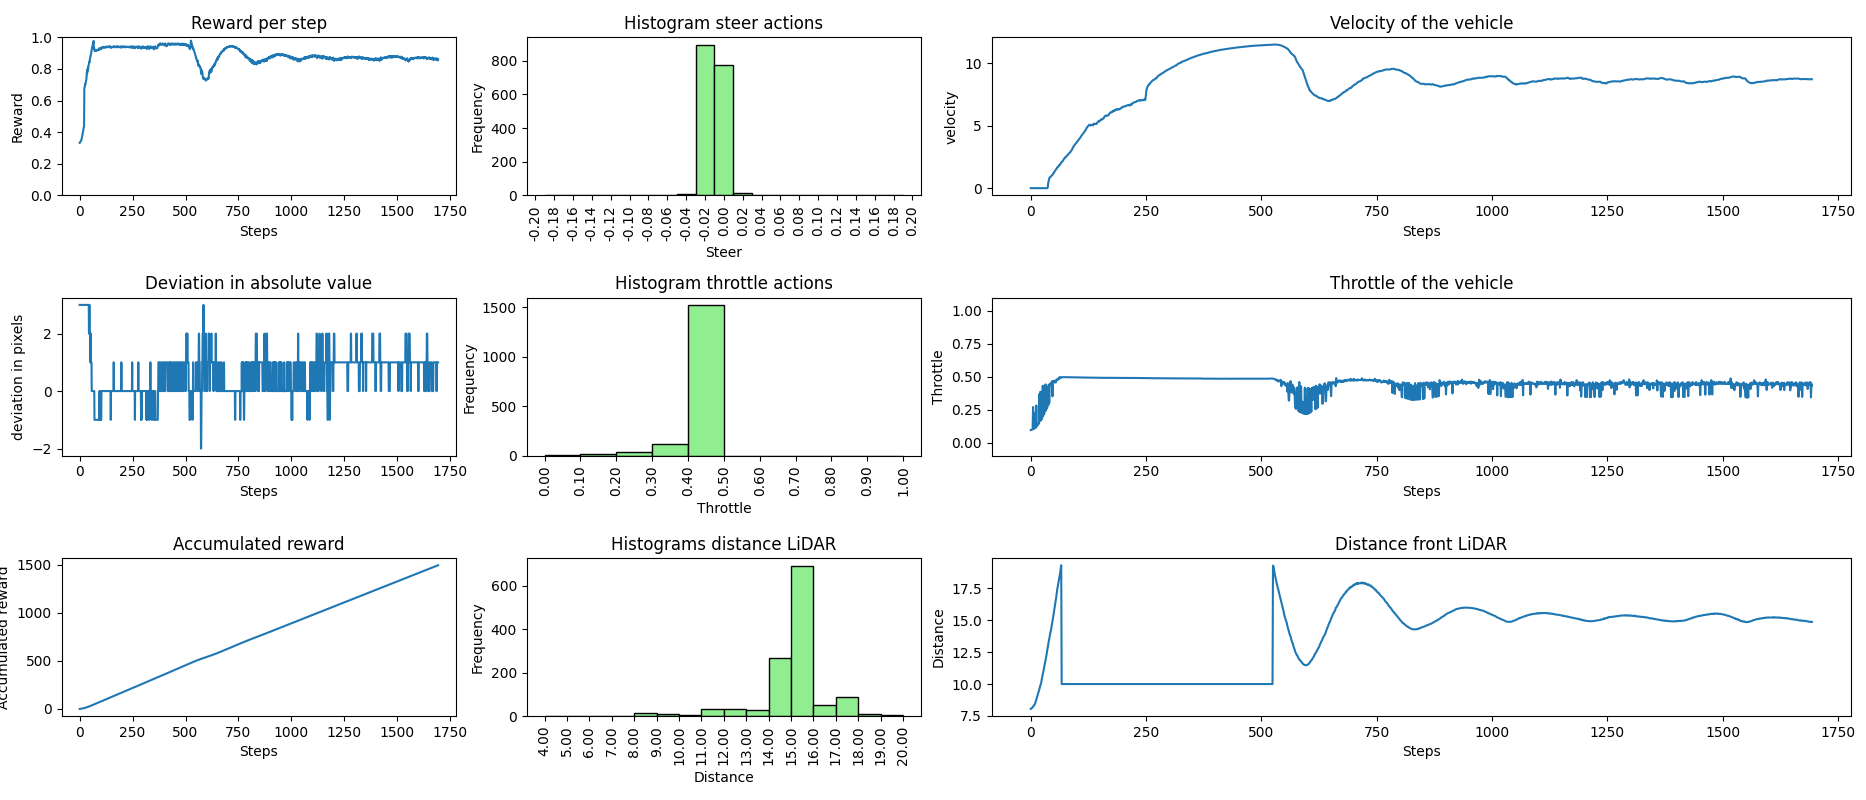 Reward per step
Histogram steer actions
Velocity of the vehicle
1.0
0.8
0.6
0.4
0.2
0.0
Reward
0 250 500 750 1000 1250 1500 1750
Steps
800
600
400
200
0
Frequency
-0.20 -0.18 -0.16 -0.14 -0.12 -0.10 -0.08 -0.06 -0.04 -0.02 0.00 0.02 0.04 0.06 0.08 0.10 0.12 0.14 0.16 0.18 0.20
Steer
10
5
0
velocity
0 250 500 750 1000 1250 1500 1750
Steps
Deviation in absolute value
Histogram throttle actions
Throttle of the vehicle
2
0
−2
deviation in pixels
0 250 500 750 1000 1250 1500 1750
Steps
1500
1000
500
0
Frequency
0.00 0.10 0.20 0.30 0.40 0.50 0.60 0.70 0.80 0.90 1.00
Throttle
1.00
0.75
0.50
0.25
0.00
Throttle
0 250 500 750 1000 1250 1500 1750
Steps
Accumulated reward
Histograms distance LiDAR
Distance front LiDAR
1500
1000
500
0
Accumulated reward
0 250 500 750 1000 1250 1500 1750
Steps
600
400
200
0
Frequency
4.00 5.00 6.00 7.00 8.00 9.00 10.00 11.00 12.00 13.00 14.00 15.00 16.00 17.00 18.00 19.00 20.00
Distance
17.5
15.0
12.5
10.0
7.5
Distance
0 250 500 750 1000 1250 1500 1750
Steps